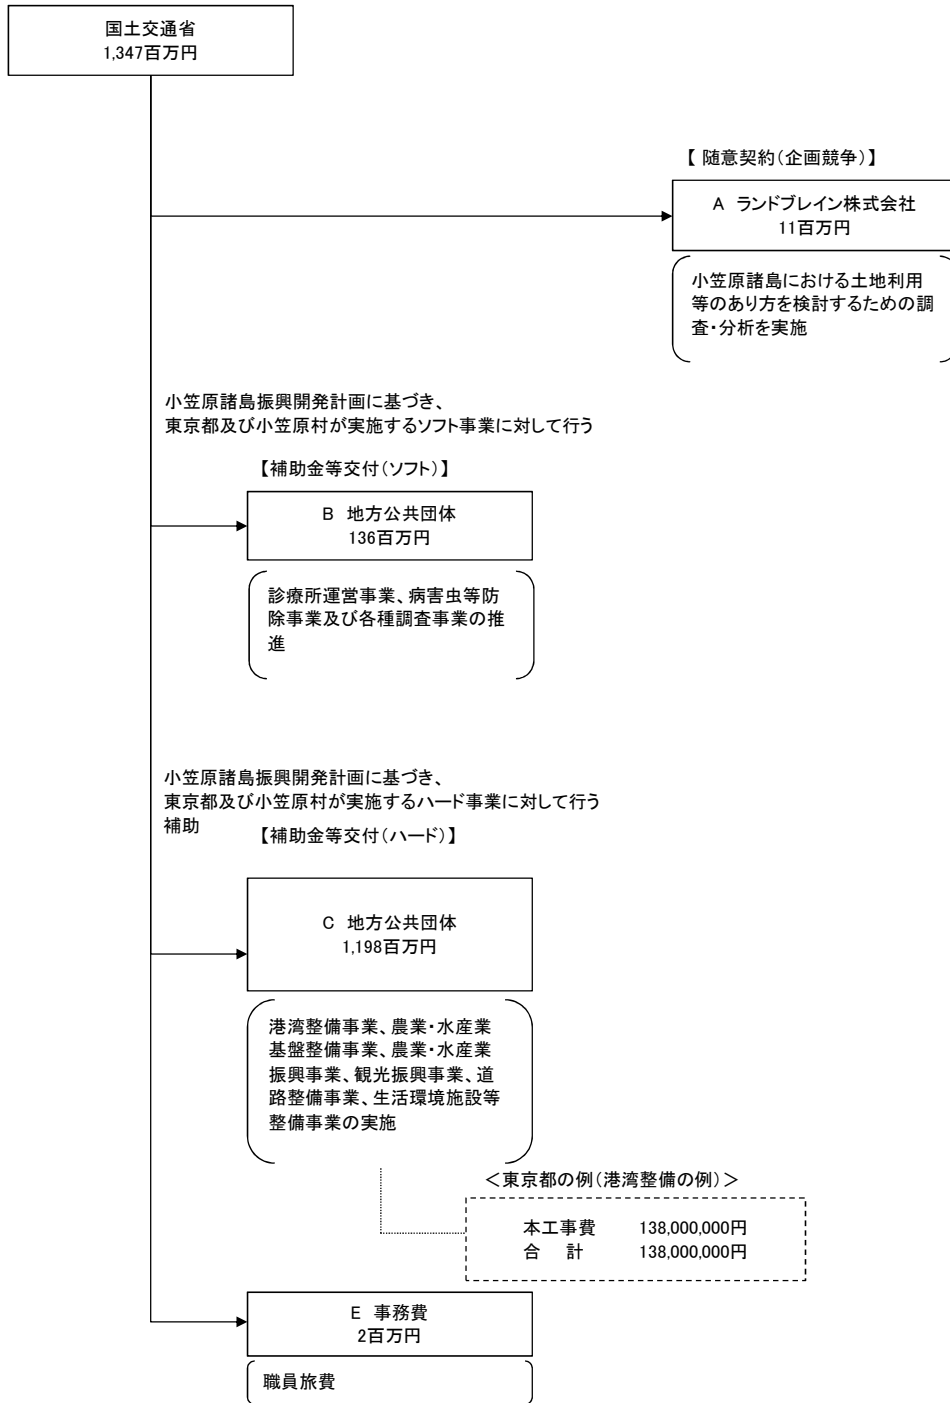 国土交通省
1,347百万円
【 随意契約(企画競争)】
A ランドブレイン株式会社
11百万円
小笠原諸島における土地利用
等のあり方を検討するための調
査・分析を実施
小笠原諸島振興開発計画に基づき、
東京都及び小笠原村が実施するソフト事業に対して行う
【補助金等交付(ソフト)】
B 地方公共団体
136百万円
診療所運営事業、病害虫等防
除事業及び各種調査事業の推
進
小笠原諸島振興開発計画に基づき、
東京都及び小笠原村が実施するハード事業に対して行う
補助
【補助金等交付(ハード)】
C 地方公共団体
1,198百万円
港湾整備事業、農業・水産業
基盤整備事業、農業・水産業
振興事業、観光振興事業、道
路整備事業、生活環境施設等
整備事業の実施
＜東京都の例(港湾整備の例)＞
本工事費 138,000,000円
合 計 138,000,000円
E 事務費
2百万円
職員旅費